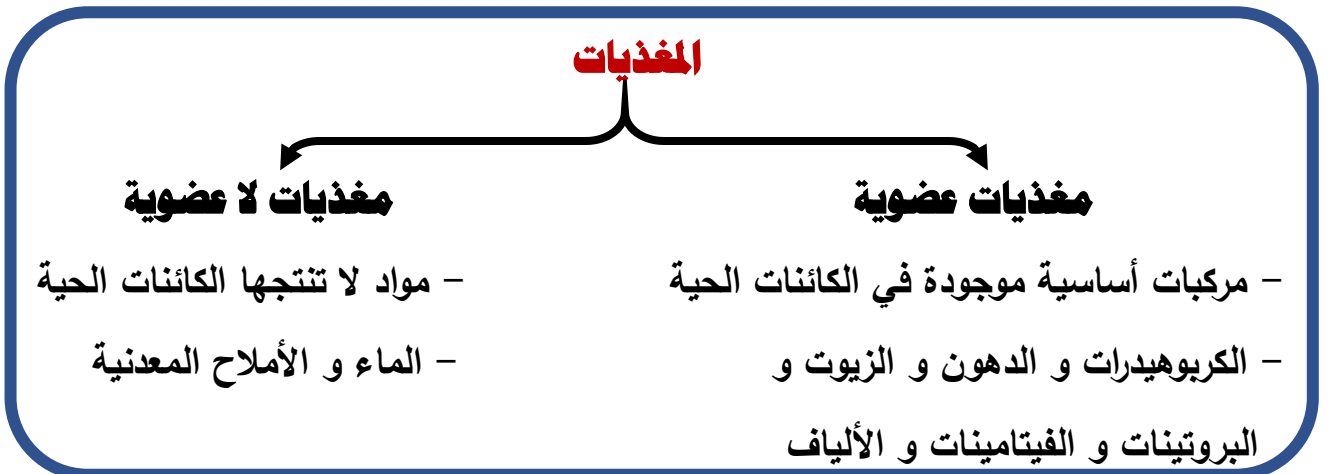 المغذيات
مغذيات عضوية
- مركبات أساسية موجودة في الكائنات الحية
- الكربوهيدرات و الدهون و الزيوت و
البروتينات و الفيتامينات و الألياف
مغذيات لا عضوية
- مواد لا تنتجها الكائنات الحية
- الماء و الأملاح المعدنية